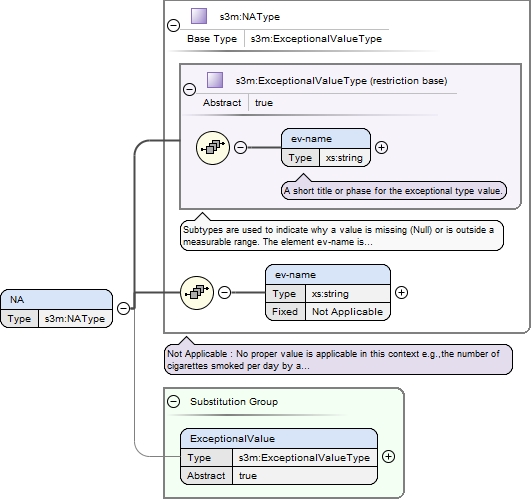 s3m:NAType
Base Type s3m:ExceptionalValueType
s3m:ExceptionalValueType (restriction base)
Abstract true
ev-name
Type xs:string
A short title or phase for the exceptional type value.
Subtypes are used to indicate why a value is missing (Null) or is outside a
measurable range. The element ev-name is...
NA
Type s3m:NAType
ev-name
Type xs:string
Fixed Not Applicable
Not Applicable : No proper value is applicable in this context e.g.,the number of
cigarettes smoked per day by a...
Substitution Group
ExceptionalValue
Type s3m:ExceptionalValueType
Abstract true